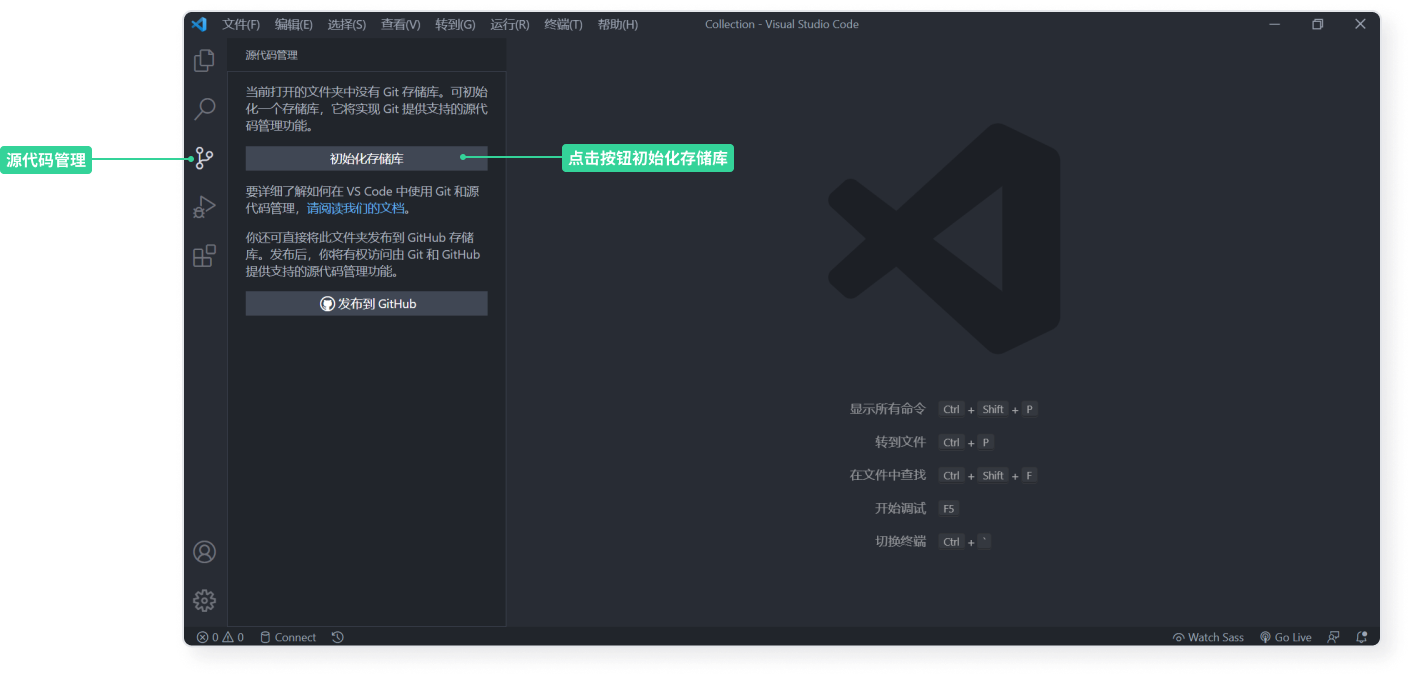 文件(F) 编辑(E) 选择(S) 查看(V) 转到(G) 运行(R) 终端(T) 帮助(H) Collection - Visual Studio Code
源代码管理
当前打开的文件夹中没有 Git 存储库。可初始
化一个存储库，它将实现 Git 提供支持的源代
码管理功能。
源代码管理
初始化存储库
点击按钮初始化存储库
要详细了解如何在 VS Code 中使用 Git 和源
代码管理，请阅读我们的文档。
你还可直接将此文件夹发布到 GitHub 存储
库。发布后，你将有权访问由 Git 和 GitHub
提供支持的源代码管理功能。
发布到 GitHub
显示所有命令 Ctrl + Shift + P
转到文件 Ctrl + P
在文件中查找 Ctrl + Shift + F
开始调试 F5
切换终端 Ctrl + `
0 0 Connect Watch Sass Go Live